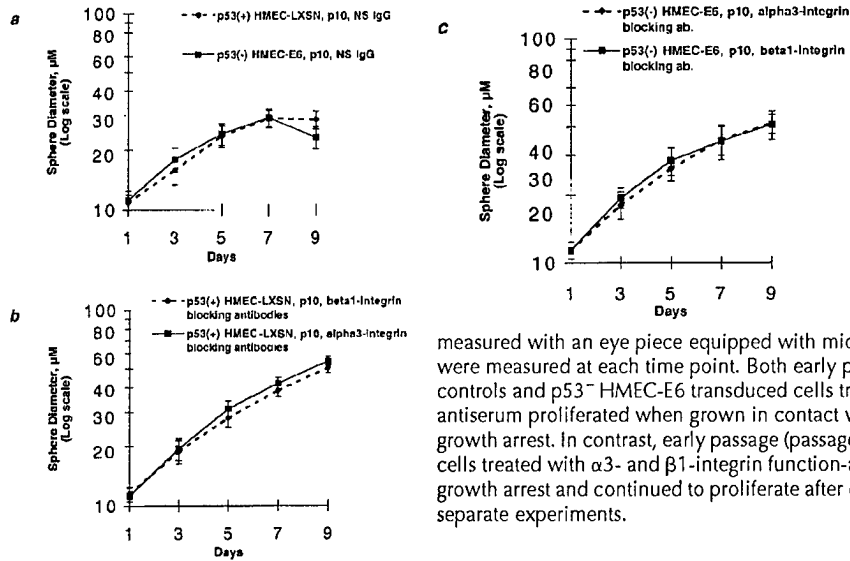 a
p53(+) HMEC-LXSN, p10, NS IgG
p53(-) HMEC-E6, p10, NS IgG
Sphere Diameter, µM
(Log scale)
100
80
60
40
30
20
10
1 3 5 7 9
Days
b
p53(+) HMEC-LXSN, p10, beta1-Integrin
blocking antibodies
p53(+) HMEC-LXSN, p10, alpha3-Integrin
blocking antibodies
Sphere Diameter, µM
(Log scale)
100
80
60
40
30
20
10
1 3 5 7 9
Days
c
p53(-) HMEC-E6, p10, alpha3-Integrin
blocking ab.
p53(-) HMEC-E6, p10, beta1-Integrin
blocking ab.
Sphere Diameter, µM
(Log scale)
100
80
60
40
30
20
10
1 3 5 7 9
Days
measured with an eye piece equipped with mic
were measured at each time point. Both early p
controls and p53⁻ HMEC-E6 transduced cells tr
antiserum proliferated when grown in contact
growth arrest. In contrast, early passage (passage
cells treated with α3- and β1-integrin function-
growth arrest and continued to proliferate after
separate experiments.